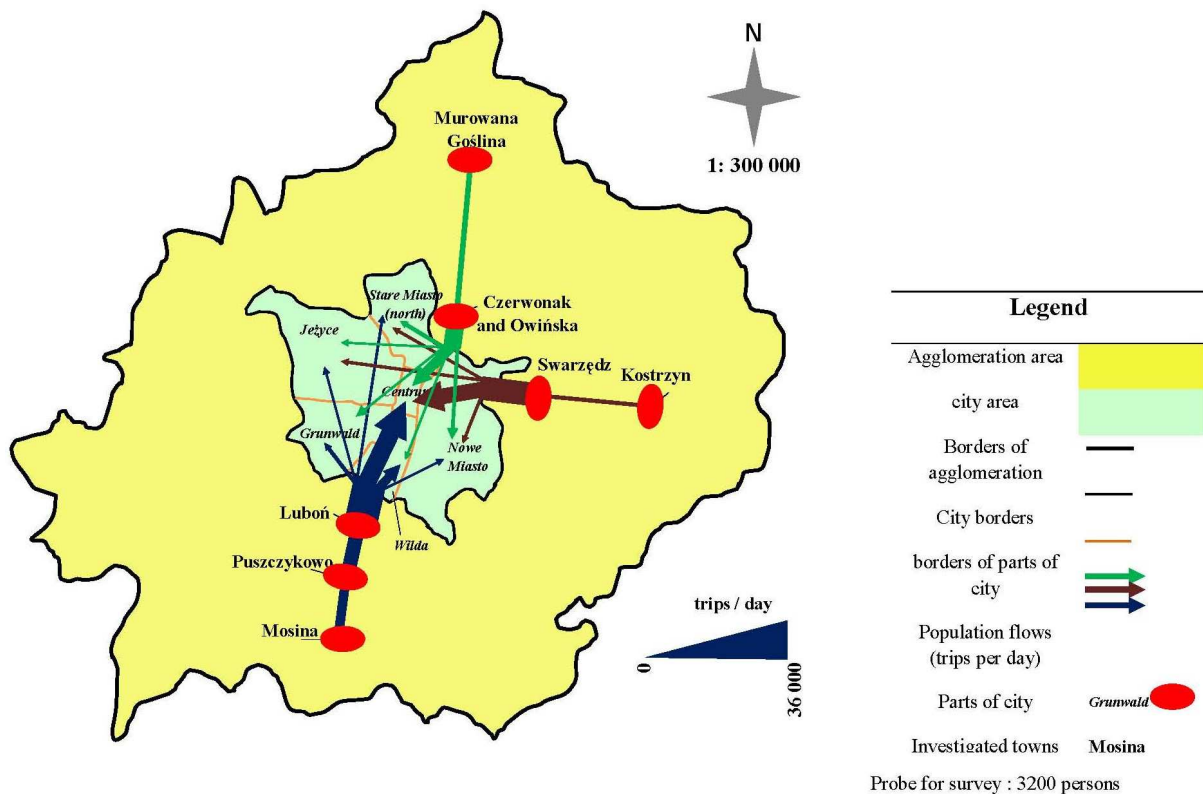 N
1: 300 000
Murowana
Goślina
Stare Miasto
(north)
Czerwonak
and Owińska
Jeżyce
Swarzędz
Kostrzyn
Centrum
Grunwald
Nowe
Miasto
Luboń
Wilda
Puszczykowo
Mosina
trips / day
0
36 000
Legend
Agglomeration area
city area
Borders of
agglomeration
City borders
borders of parts of
city
Population flows
(trips per day)
Parts of city
Grunwald
Investigated towns
Mosina
Probe for survey : 3200 persons